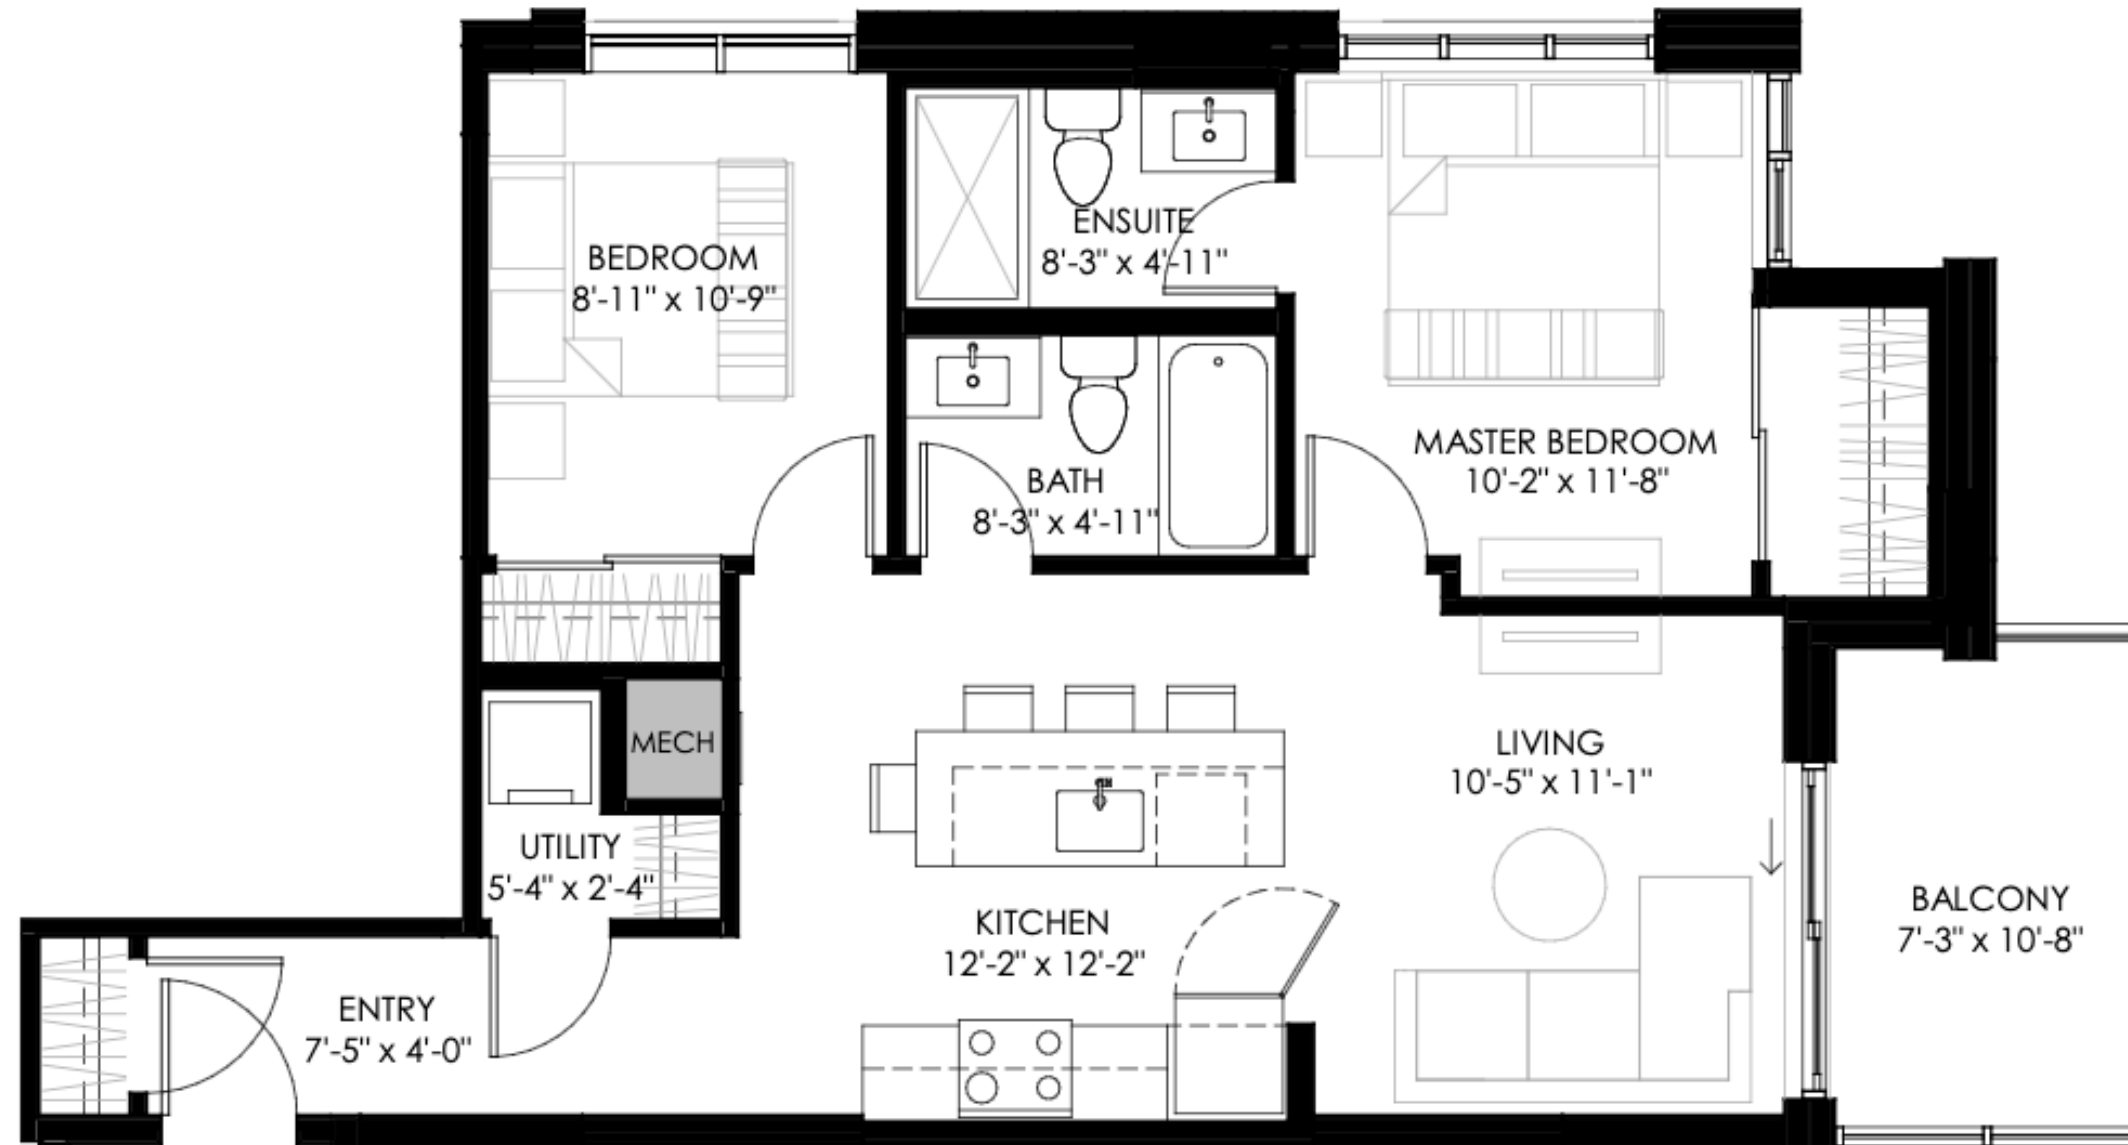 BEDROOM
8'-11" x 10'-9"
ENSUITE
8'-3" x 4'-11"
BATH
8'-3" x 4'-11"
MASTER BEDROOM
10'-2" x 11'-8"
MECH
UTILITY
5'-4" x 2'-4"
LIVING
10'-5" x 11'-1"
KITCHEN
12'-2" x 12'-2"
BALCONY
7'-3" x 10'-8"
ENTRY
7'-5" x 4'-0"